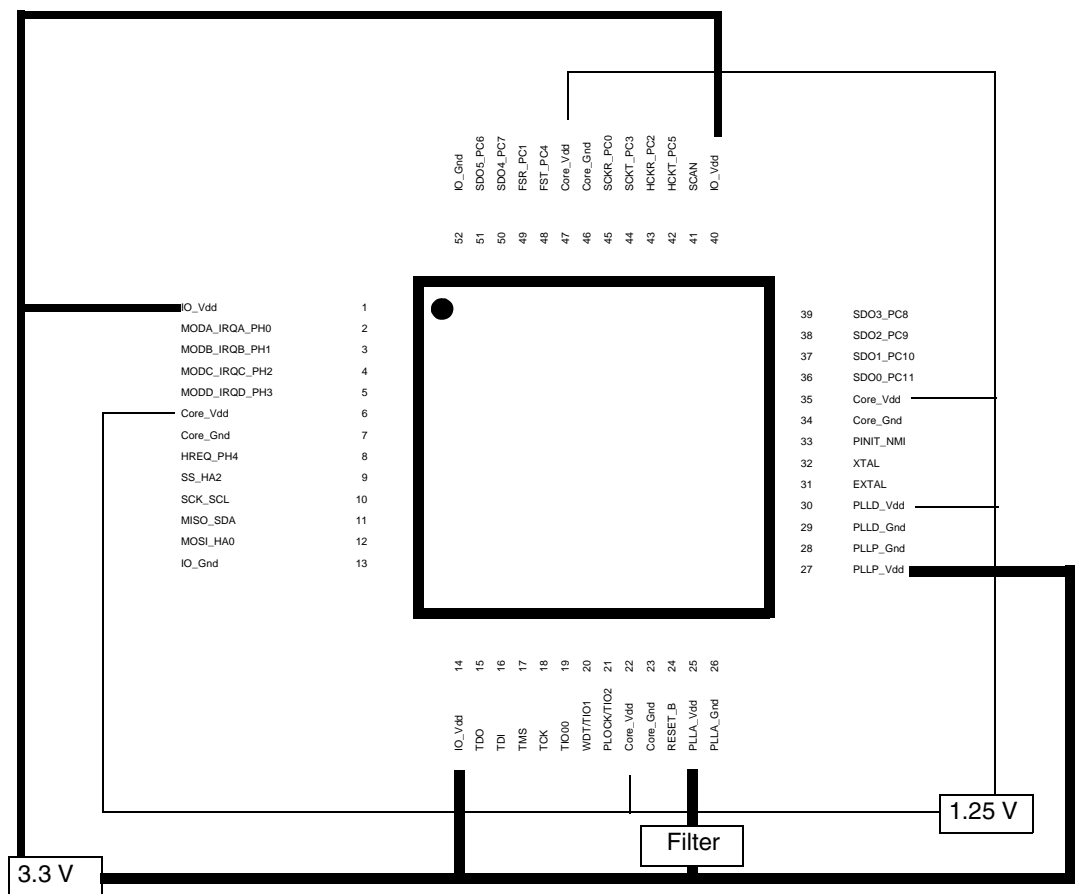 IO_Gnd
SDO5_PC6
SDO4_PC7
FSR_PC1
FST_PC4
Core_Vdd
Core_Gnd
SCKR_PC0
SCKT_PC3
HCKR_PC2
HCKT_PC5
SCAN
IO_Vdd
52
51
50
49
48
47
46
45
44
43
42
41
40
IO_Vdd 1
MODA_IRQA_PH0 2
MODB_IRQB_PH1 3
MODC_IRQC_PH2 4
MODD_IRQD_PH3 5
Core_Vdd 6
Core_Gnd 7
HREQ_PH4 8
SS_HA2 9
SCK_SCL 10
MISO_SDA 11
MOSI_HA0 12
IO_Gnd 13
39 SDO3_PC8
38 SDO2_PC9
37 SDO1_PC10
36 SDO0_PC11
35 Core_Vdd
34 Core_Gnd
33 PINIT_NMI
32 XTAL
31 EXTAL
30 PLLD_Vdd
29 PLLD_Gnd
28 PLLP_Gnd
27 PLLP_Vdd
14
15
16
17
18
19
20
21
22
23
24
25
26
IO_Vdd
TDO
TDI
TMS
TCK
TIO00
WDT/TIO1
PLOCK/TIO2
Core_Vdd
Core_Gnd
RESET_B
PLLA_Vdd
PLLA_Gnd
1.25 V
Filter
3.3 V